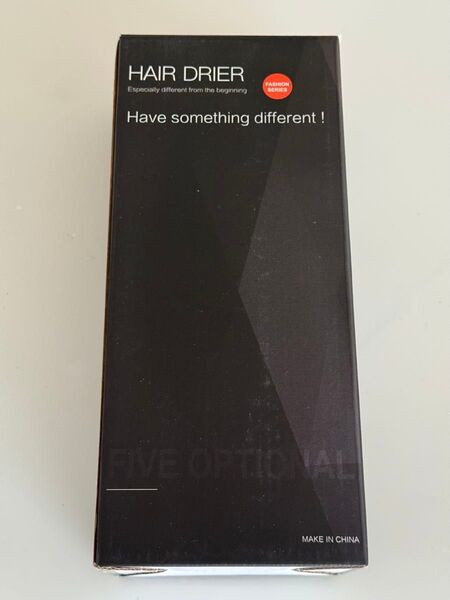 HAIR DRIER
Especially different from the beginning
FASHION
SERIES
Have something different !
FIVE OPTIONAL
MAKE IN CHINA